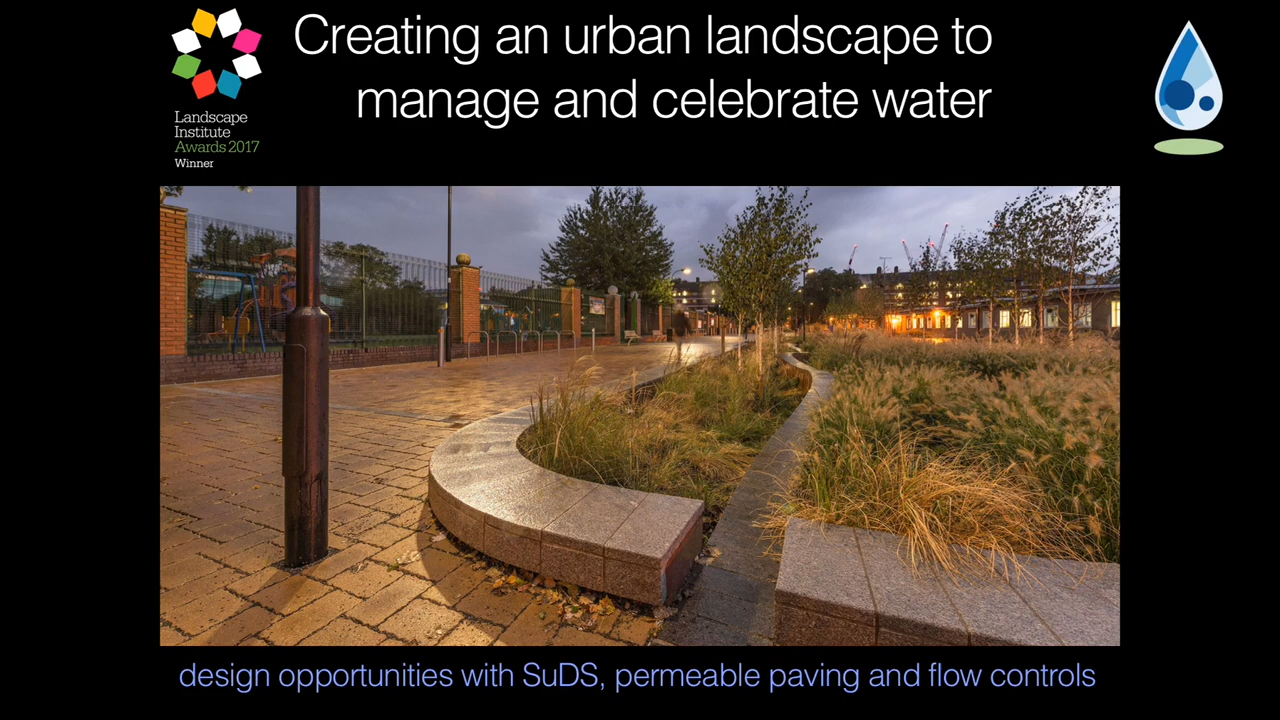 Creating an urban landscape to
manage and celebrate water
Landscape
Institute
Awards 2017
Winner
design opportunities with SuDS, permeable paving and flow controls